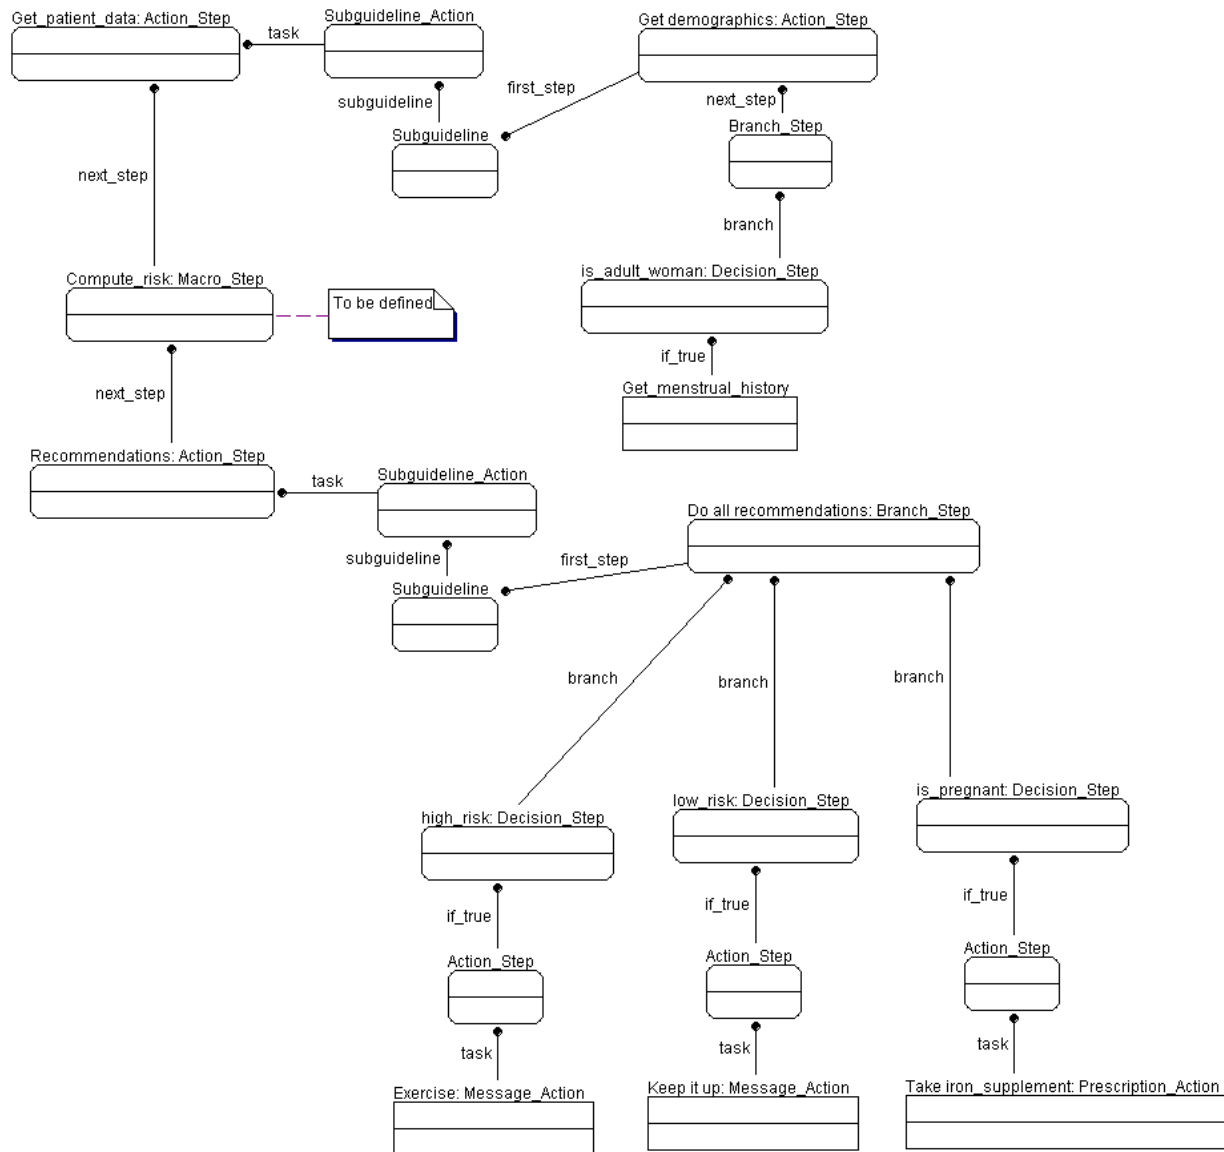 Get_patient_data: Action_Step
task
Subguideline_Action
subguideline
Subguideline
first_step
Get demographics: Action_Step
next_step
Branch_Step
branch
is_adult_woman: Decision_Step
if_true
Get_menstrual_history
next_step
Compute_risk: Macro_Step
To be defined
next_step
Recommendations: Action_Step
task
Subguideline_Action
subguideline
Subguideline
first_step
Do all recommendations: Branch_Step
branch
branch
branch
high_risk: Decision_Step
low_risk: Decision_Step
is_pregnant: Decision_Step
if_true
if_true
if_true
Action_Step
Action_Step
Action_Step
task
task
task
Exercise: Message_Action
Keep it up: Message_Action
Take iron_supplement: Prescription_Action